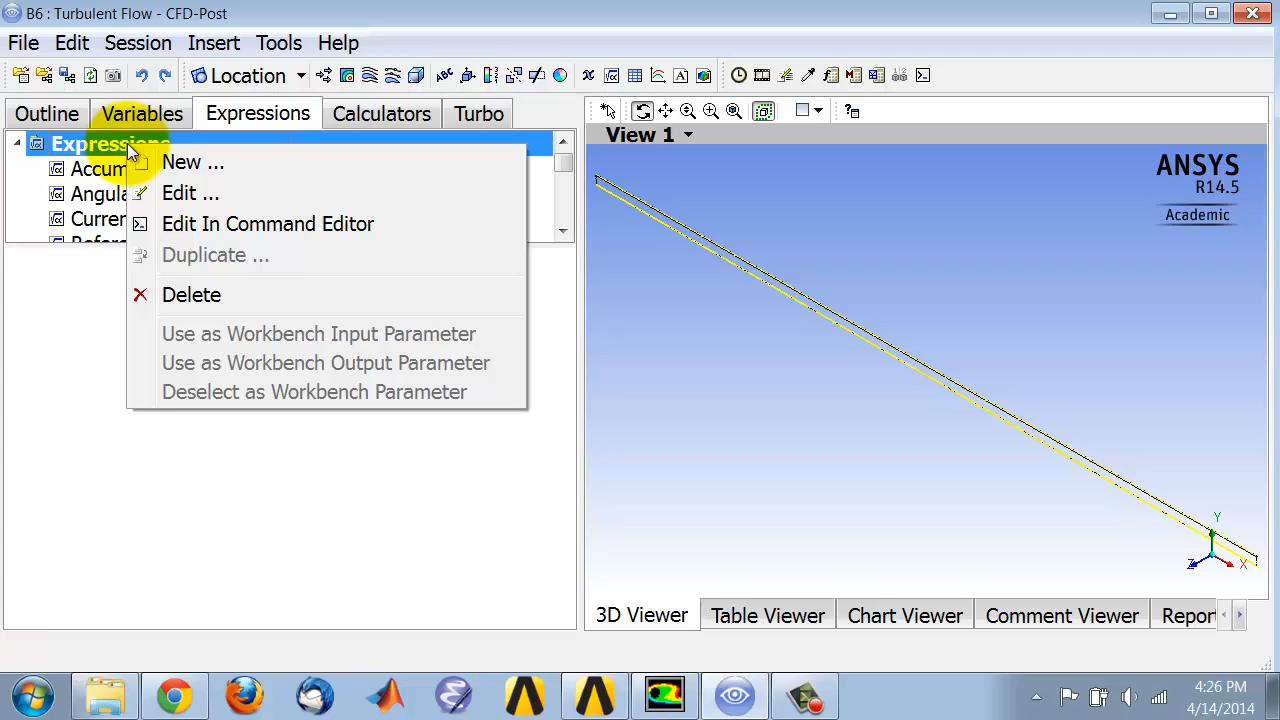 B6 : Turbulent Flow - CFD-Post
File Edit Session Insert Tools Help
Location
Outline Variables Expressions Calculators Turbo
View 1
Expressions
Accum
Angula
Curren
New ...
Edit ...
Edit In Command Editor
Duplicate ...
Delete
Use as Workbench Input Parameter
Use as Workbench Output Parameter
Deselect as Workbench Parameter
ANSYS
R14.5
Academic
Y
Z
X
3D Viewer Table Viewer Chart Viewer Comment Viewer Report
4:26 PM
4/14/2014